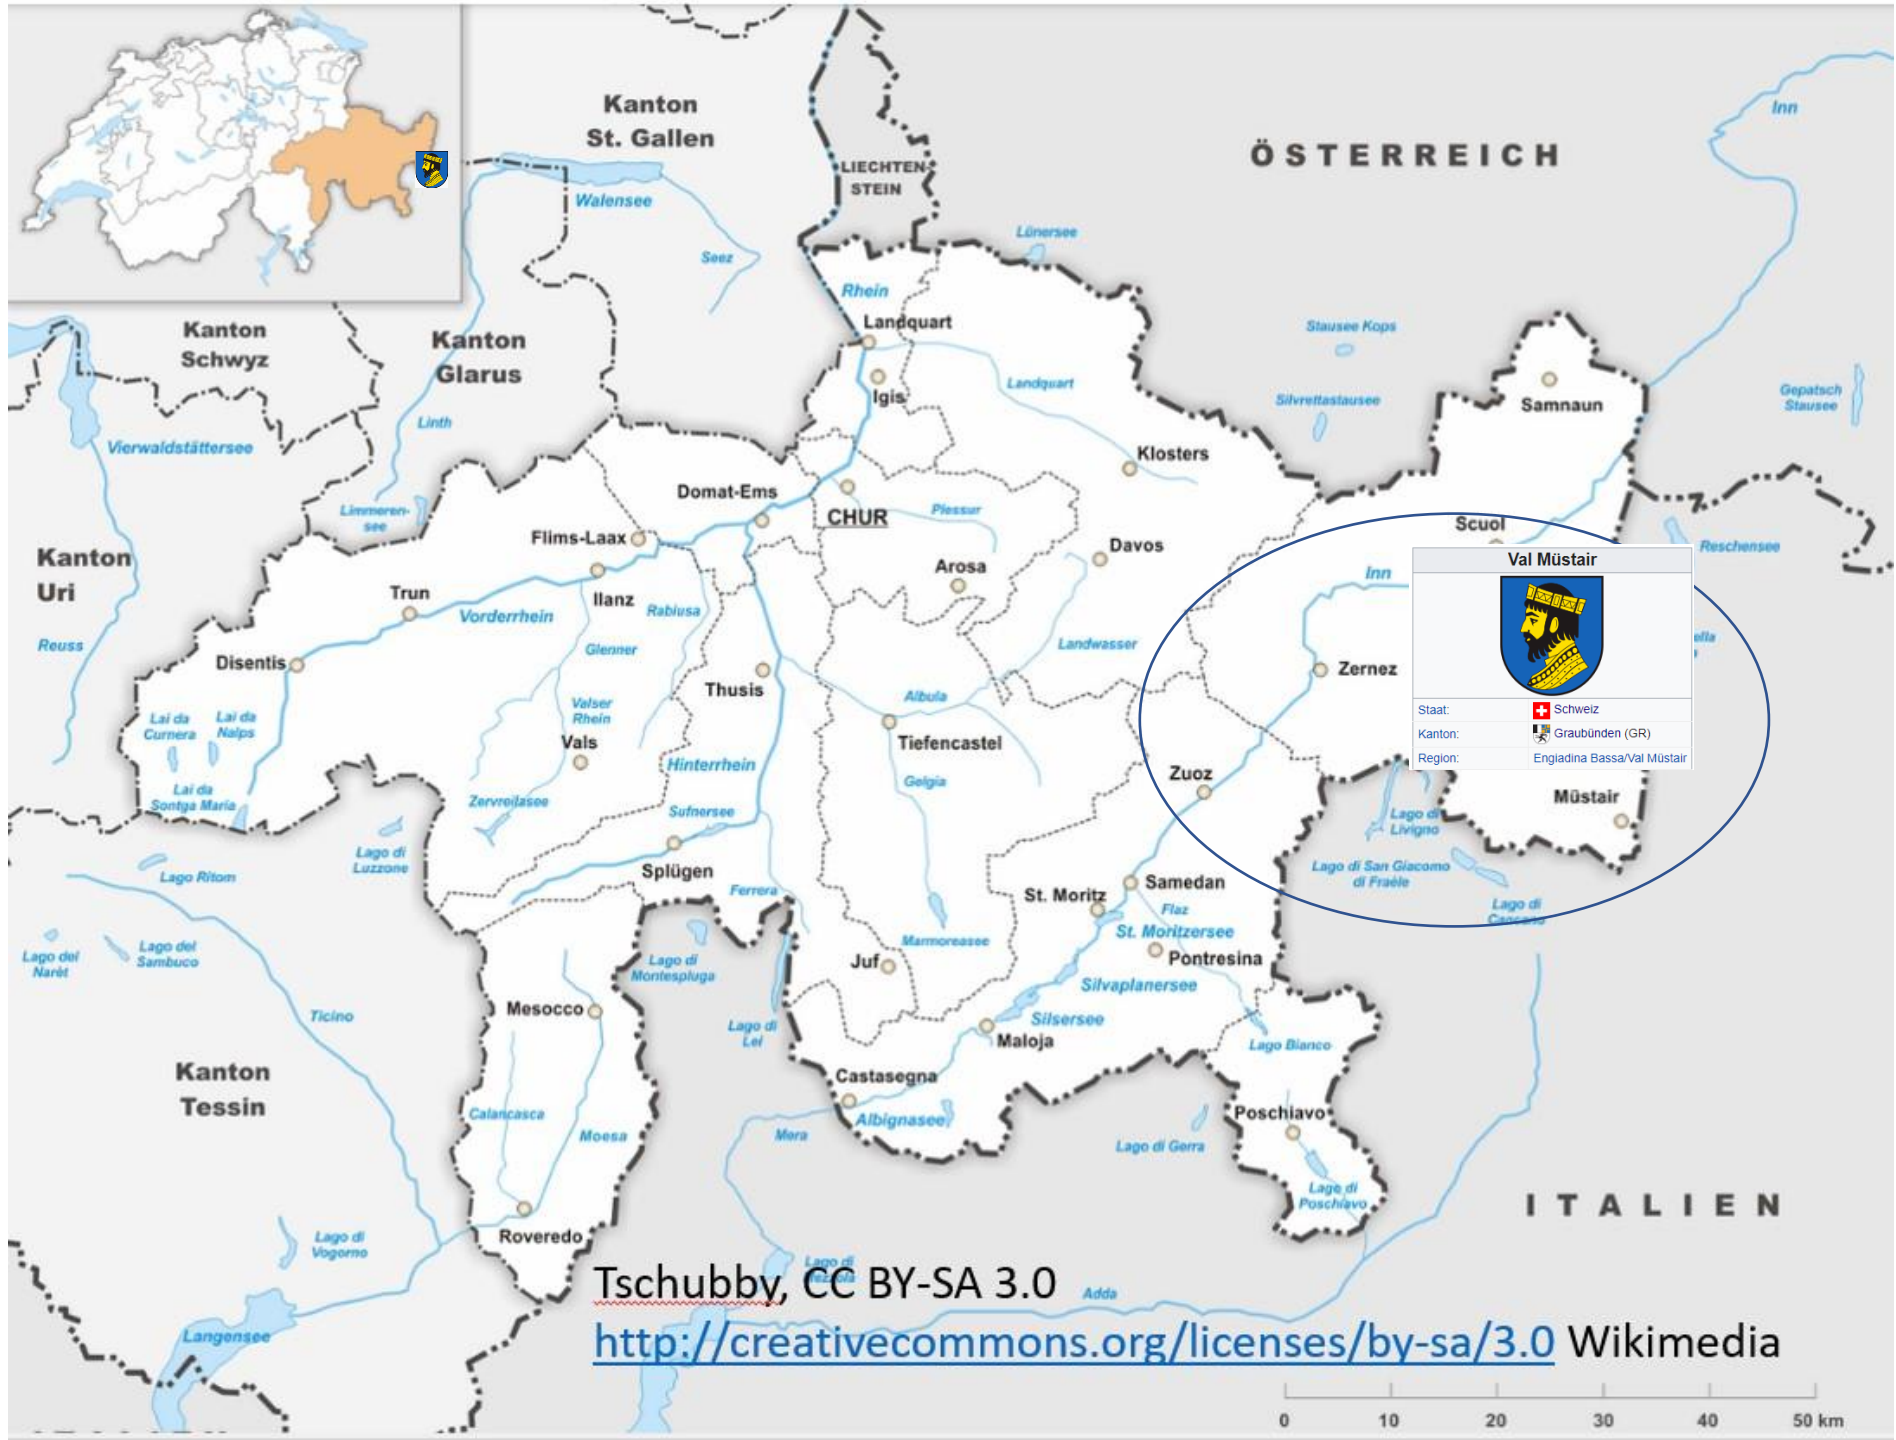 Kanton
St. Gallen
LIECHTEN-
STEIN
ÖSTERREICH
Inn
Walensee
Seez
Lünersee
Rhein
Landquart
Igis
Landquart
Stausee Kops
Silvrettastausee
Samnaun
Gepatsch
Stausee
Kanton
Schwyz
Kanton
Glarus
Linth
Vierwaldstättersee
Klosters
Limmeren-
see
Domat-Ems
CHUR
Plessur
Flims-Laax
Scuol
Reschensee
Kanton
Uri
Reuss
Trun
Vorderrhein
Ilanz
Rabiusa
Arosa
Davos
Inn
Val Müstair
Staat:
Schweiz
Kanton:
Graubünden (GR)
Region:
Engiadina Bassa/Val Müstair
Glenner
Landwasser
Disentis
Thusis
Zernez
Albula
Lai da
Curnera
Lai da
Nalps
Valser
Rhein
Vals
Tiefencastel
Hinterrhein
Gelgia
Zuoz
Lai da
Sontga Maria
Zervreilasee
Sufnersee
Müstair
Lago di
Livigno
Lago di
Luzzone
Lago Ritom
Splügen
Ferrera
Lago di San Giacomo
di Fraéle
St. Moritz
Samedan
Flaz
Lago di
St. Moritzersee
Lago del
Narèt
Lago del
Sambuco
Lago di
Montespluga
Marmoreasee
Juf
Pontresina
Silvaplanersee
Mesocco
Ticino
Lago di
Lei
Silsersee
Maloja
Lago Bianco
Kanton
Tessin
Castasegna
Calancasca
Moesa
Mera
Albignasee
Poschiavo
Lago di Gerra
Lago di
Poschiavo
ITALIEN
Roveredo
Lago di
Vogorno
Lago di
Tschubby, CC BY-SA 3.0
Adda
Langensee
http://creativecommons.org/licenses/by-sa/3.0 Wikimedia
0 10 20 30 40 50 km